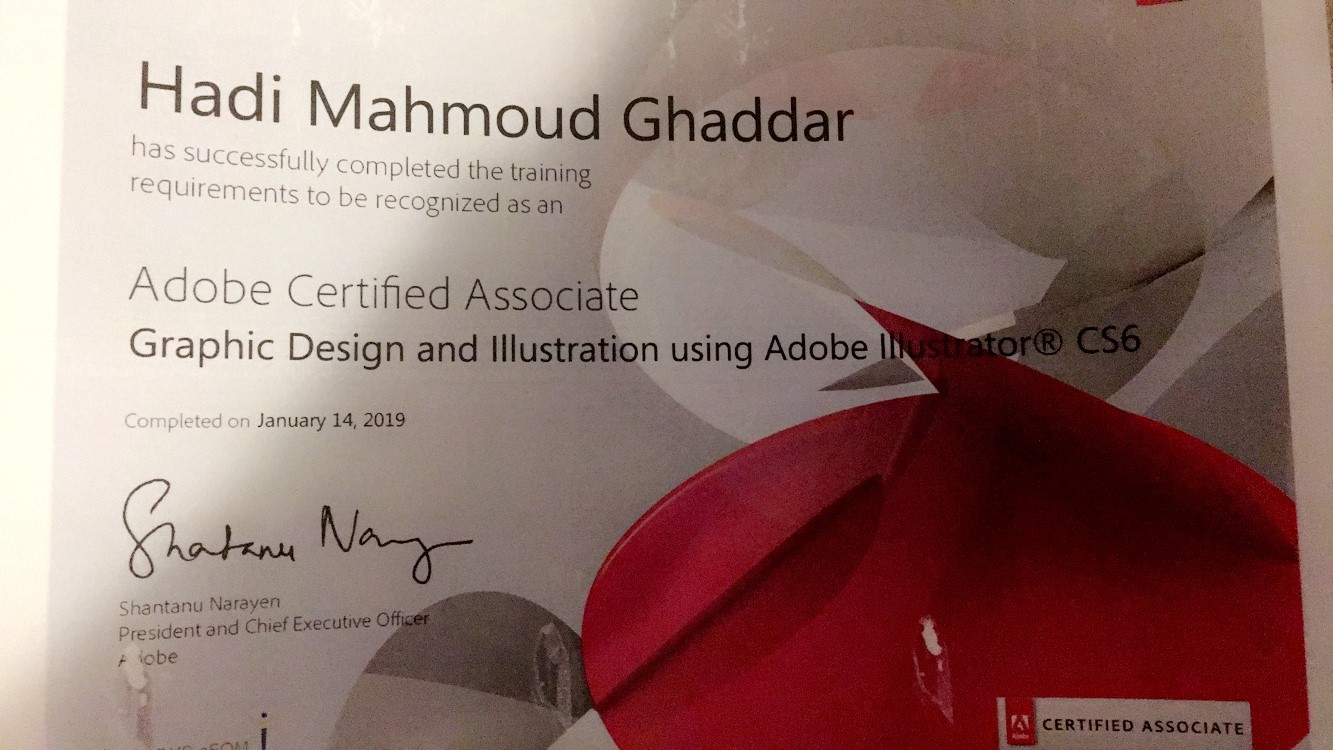 Hadi Mahmoud Ghaddar
has successfully completed the training
requirements to be recognized as an
Adobe Certified Associate
Graphic Design and Illustration using Adobe Illustrator® CS6
Completed on January 14, 2019
Shantanu Narayen
Shantanu Narayen
President and Chief Executive Officer
Adobe
Adobe
CERTIFIED ASSOCIATE